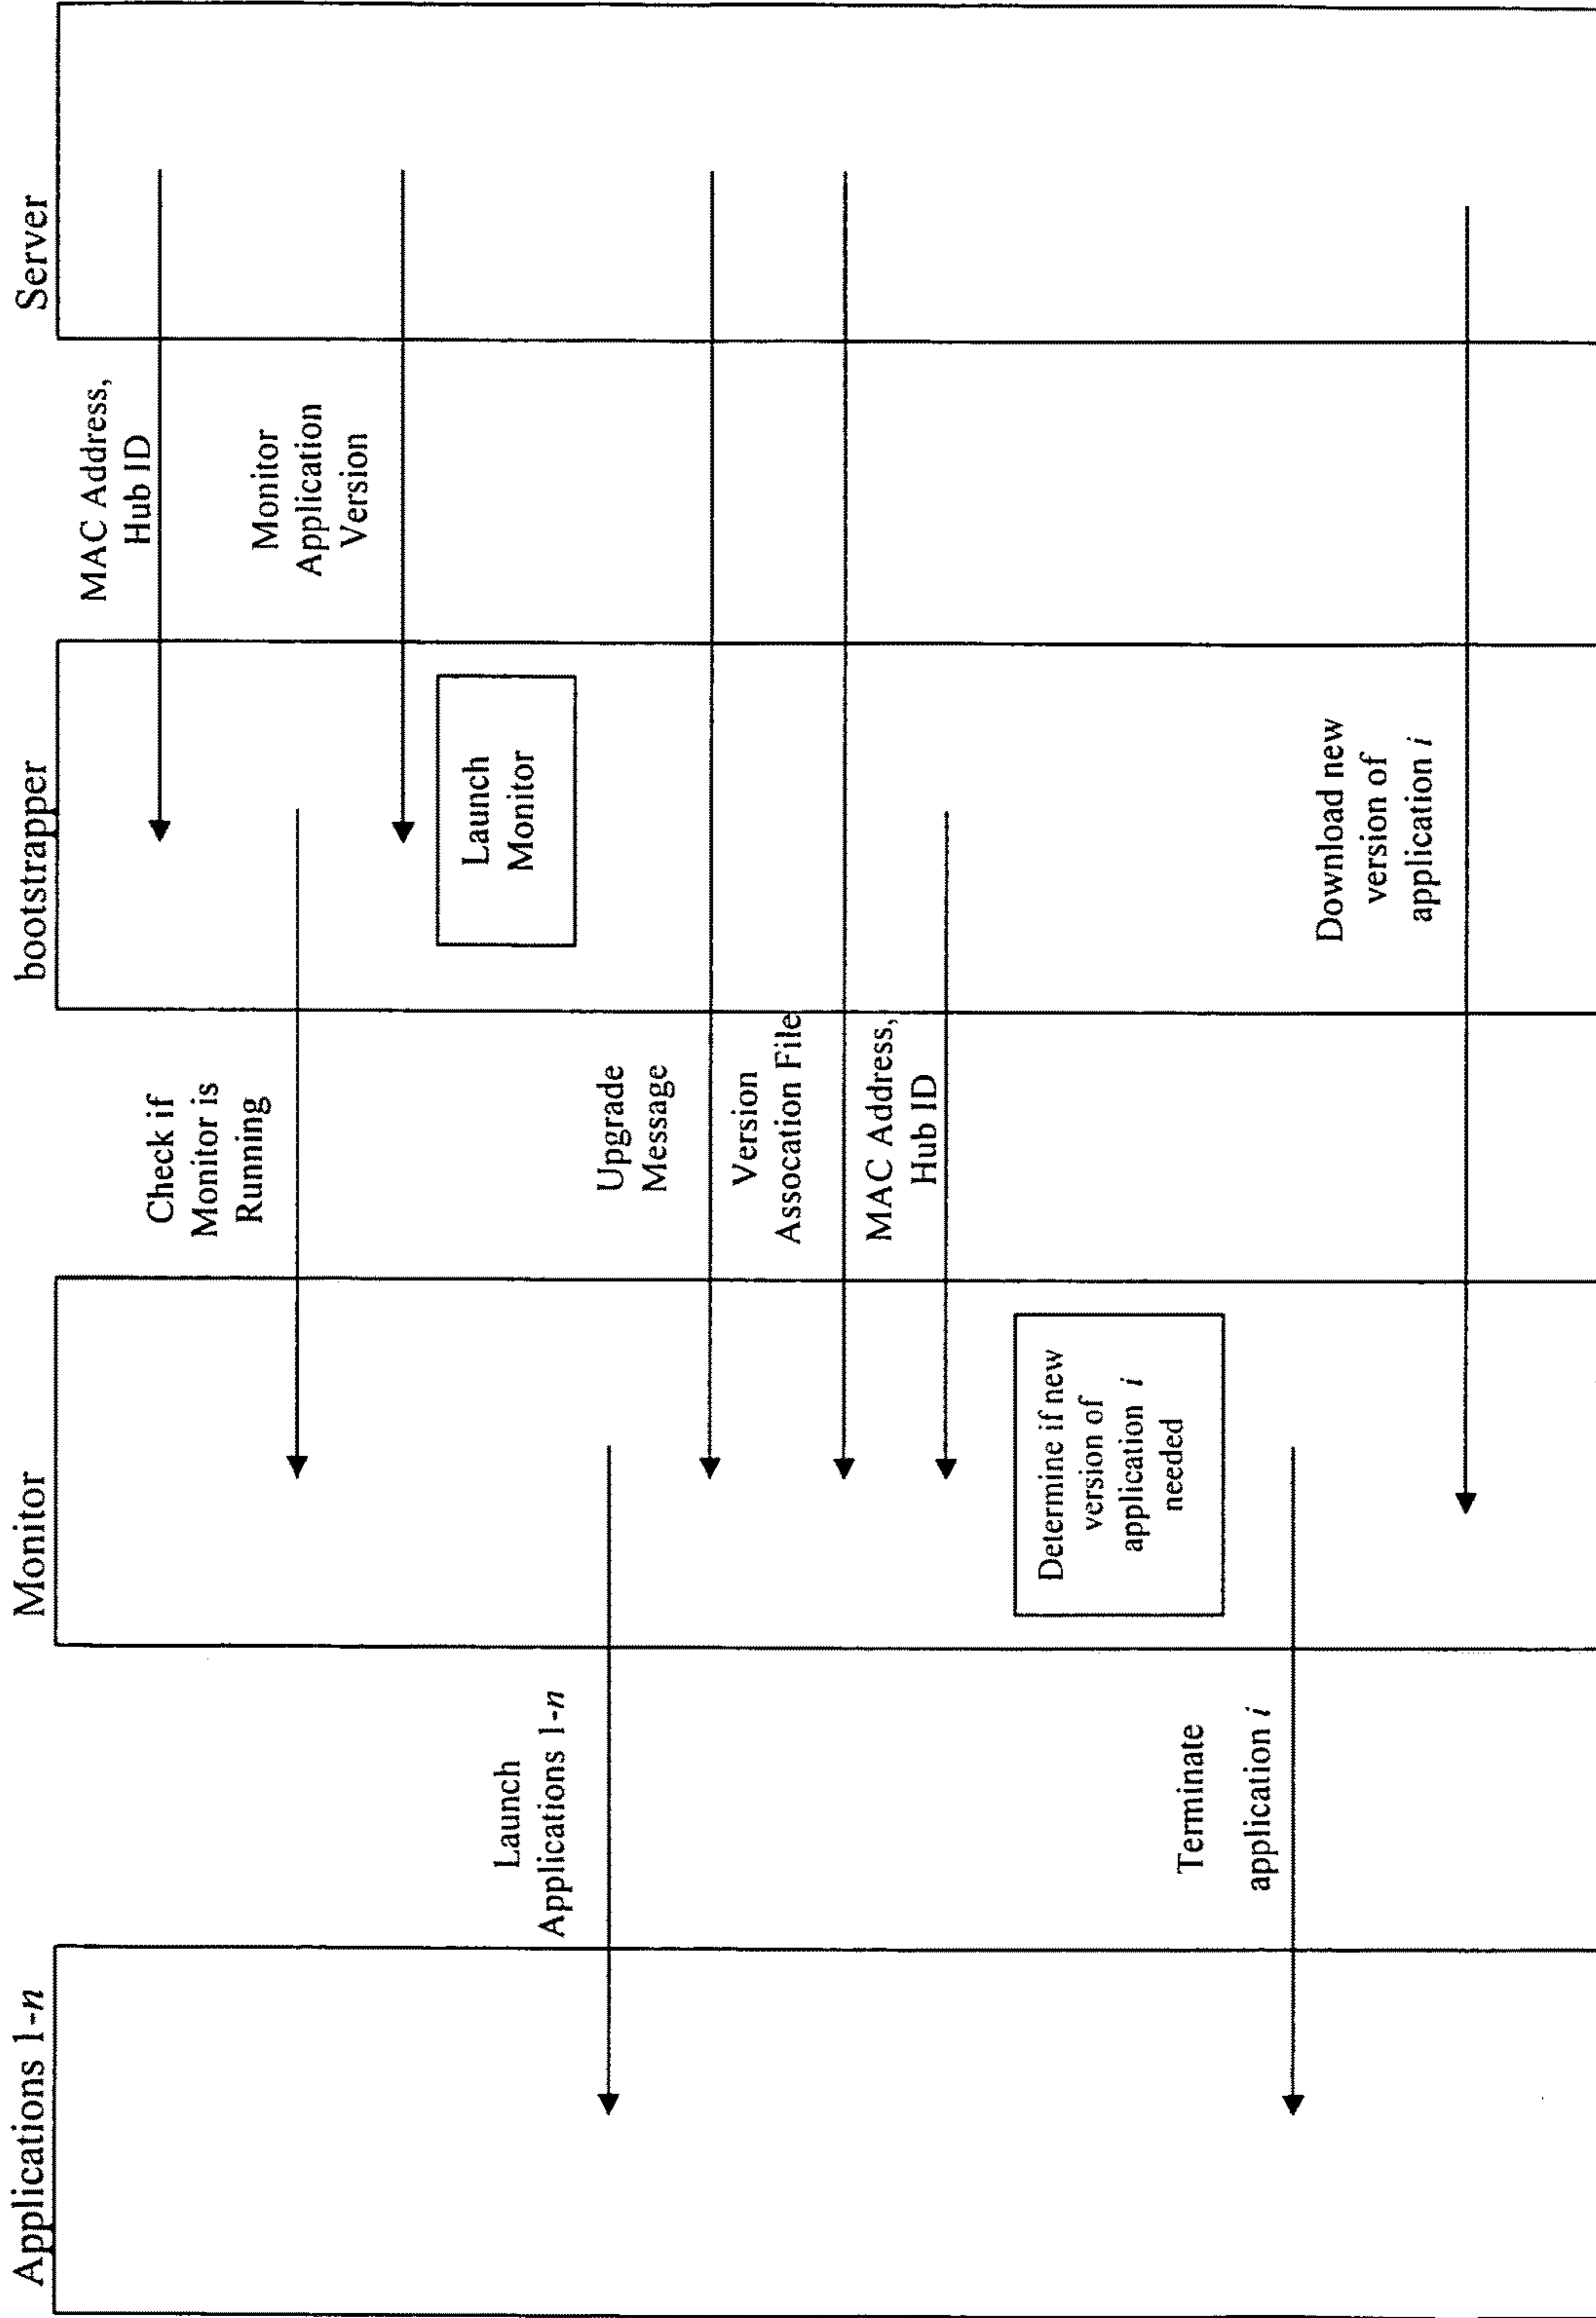 Applications 1-n
Monitor
bootstrapper
Server
MAC Address,
Hub ID
Check if
Monitor is
Running
Monitor
Application
Version
Launch
Monitor
Launch
Applications 1-n
Upgrade
Message
Version
Assocation File
MAC Address,
Hub ID
Determine if new
version of
application i
needed
Terminate
application i
Download new
version of
application i